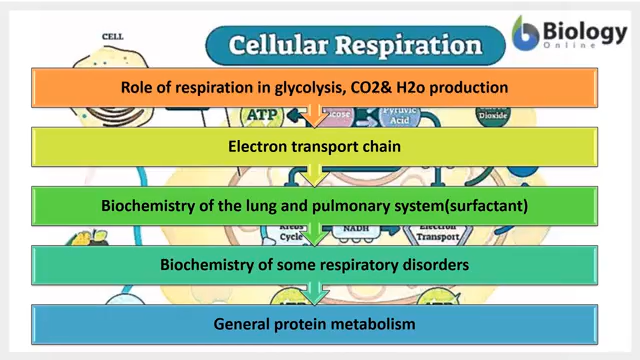 CELL
Cellular Respiration
Biology
Online
Role of respiration in glycolysis, CO2& H2o production
ATP
Pyruvic
Acid
Dioxide
Electron transport chain
Biochemistry of the lung and pulmonary system(surfactant)
Krebs
Cycle
NADH
Electron
Transport
Biochemistry of some respiratory disorders
ATP
ATP
General protein metabolism